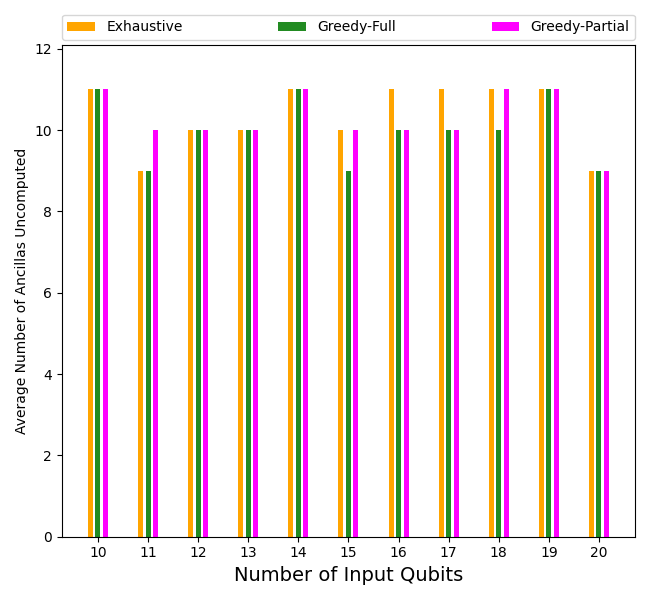 Exhaustive Greedy-Full Greedy-Partial
12
10
8
6
4
2
0
Average Number of Ancillas Uncomputed
10 11 12 13 14 15 16 17 18 19 20
Number of Input Qubits